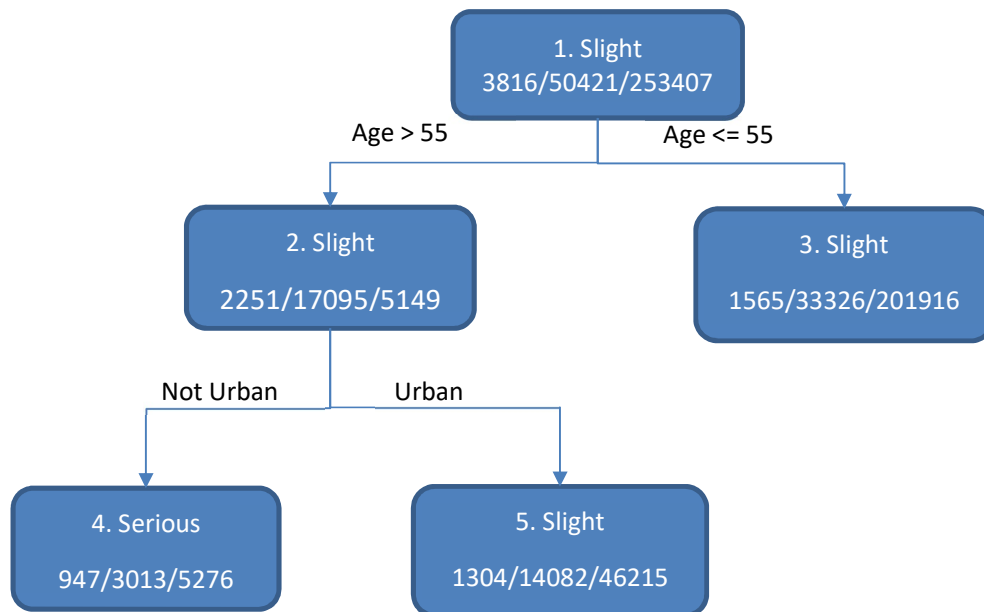 1. Slight
3816/50421/253407
Age > 55
Age <= 55
2. Slight
2251/17095/5149
3. Slight
1565/33326/201916
Not Urban
Urban
4. Serious
947/3013/5276
5. Slight
1304/14082/46215